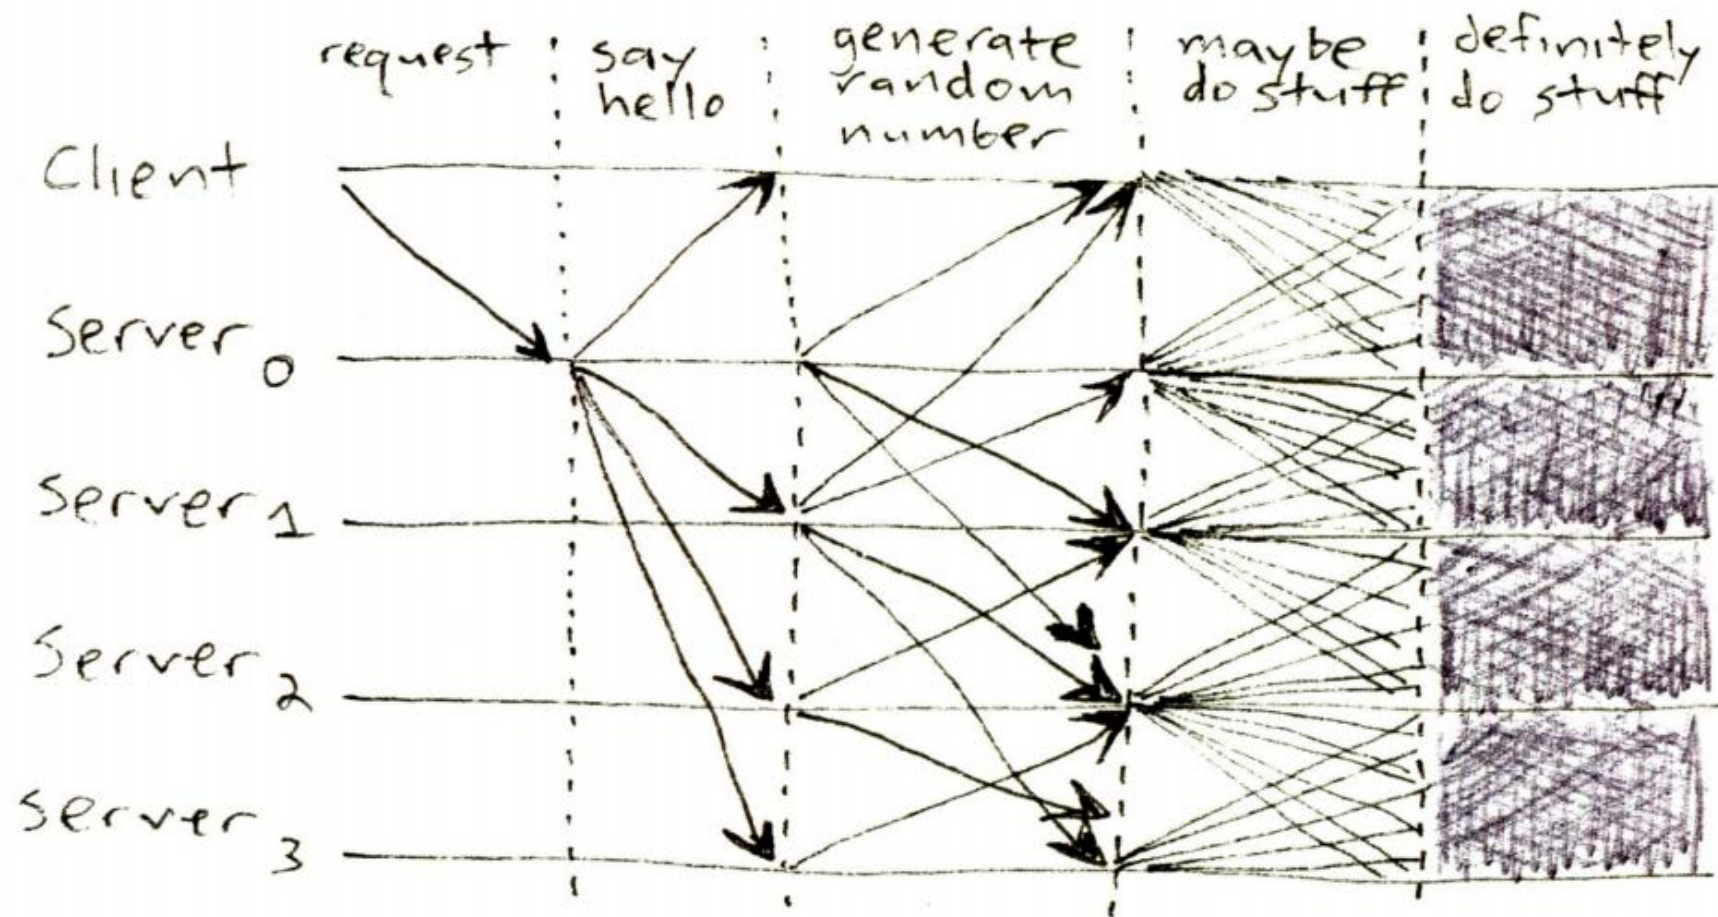 request
say
hello
generate
random
number
maybe
do stuff
definitely
do stuff
Client
Server 0
Server 1
Server 2
Server 3